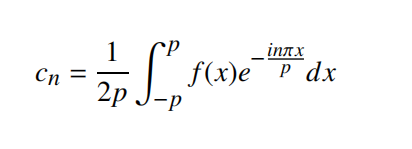 $c_n = \frac{1}{2p} \int_{-p}^{p} f(x) e^{-\frac{in\pi x}{p}} dx$